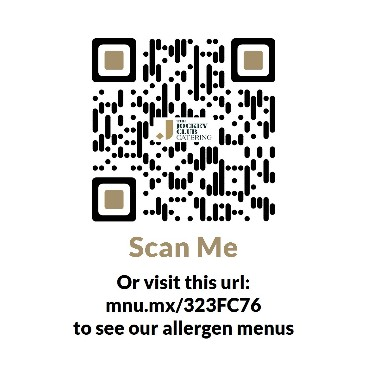 THE
JOCKEY
CLUB
CATERING
Scan Me
Or visit this url:
mnu.mx/323FC76
to see our allergen menus